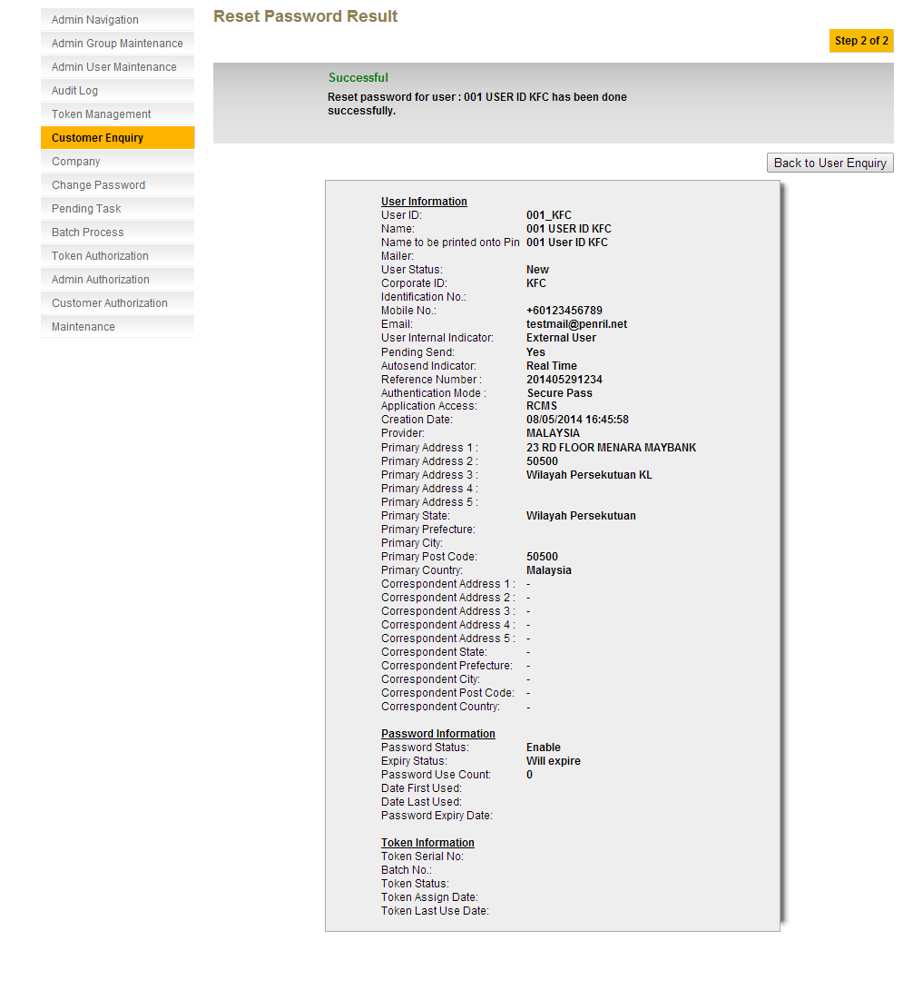 Admin Navigation
Admin Group Maintenance
Admin User Maintenance
Audit Log
Token Management
Customer Enquiry
Company
Change Password
Pending Task
Batch Process
Token Authorization
Admin Authorization
Customer Authorization
Maintenance
Reset Password Result
Step 2 of 2
Successful
Reset password for user : 001 USER ID KFC has been done
successfully.
Back to User Enquiry
User Information
User ID: 001_KFC
Name: 001 USER ID KFC
Name to be printed onto Pin 001 User ID KFC
Mailer:
User Status: New
Corporate ID: KFC
Identification No.:
Mobile No.: +60123456789
Email: testmail@penril.net
User Internal Indicator: External User
Pending Send: Yes
Autosend Indicator: Real Time
Reference Number : 201405291234
Authentication Mode : Secure Pass
Application Access: RCMS
Creation Date: 08/05/2014 16:45:58
Provider: MALAYSIA
Primary Address 1 : 23 RD FLOOR MENARA MAYBANK
Primary Address 2 : 50500
Primary Address 3 : Wilayah Persekutuan KL
Primary Address 4 :
Primary Address 5 :
Primary State: Wilayah Persekutuan
Primary Prefecture:
Primary City:
Primary Post Code: 50500
Primary Country: Malaysia
Correspondent Address 1 : -
Correspondent Address 2 : -
Correspondent Address 3 : -
Correspondent Address 4 : -
Correspondent Address 5 : -
Correspondent State: -
Correspondent Prefecture: -
Correspondent City: -
Correspondent Post Code: -
Correspondent Country: -
Password Information
Password Status: Enable
Expiry Status: Will expire
Password Use Count: 0
Date First Used:
Date Last Used:
Password Expiry Date:
Token Information
Token Serial No:
Batch No.:
Token Status:
Token Assign Date:
Token Last Use Date: